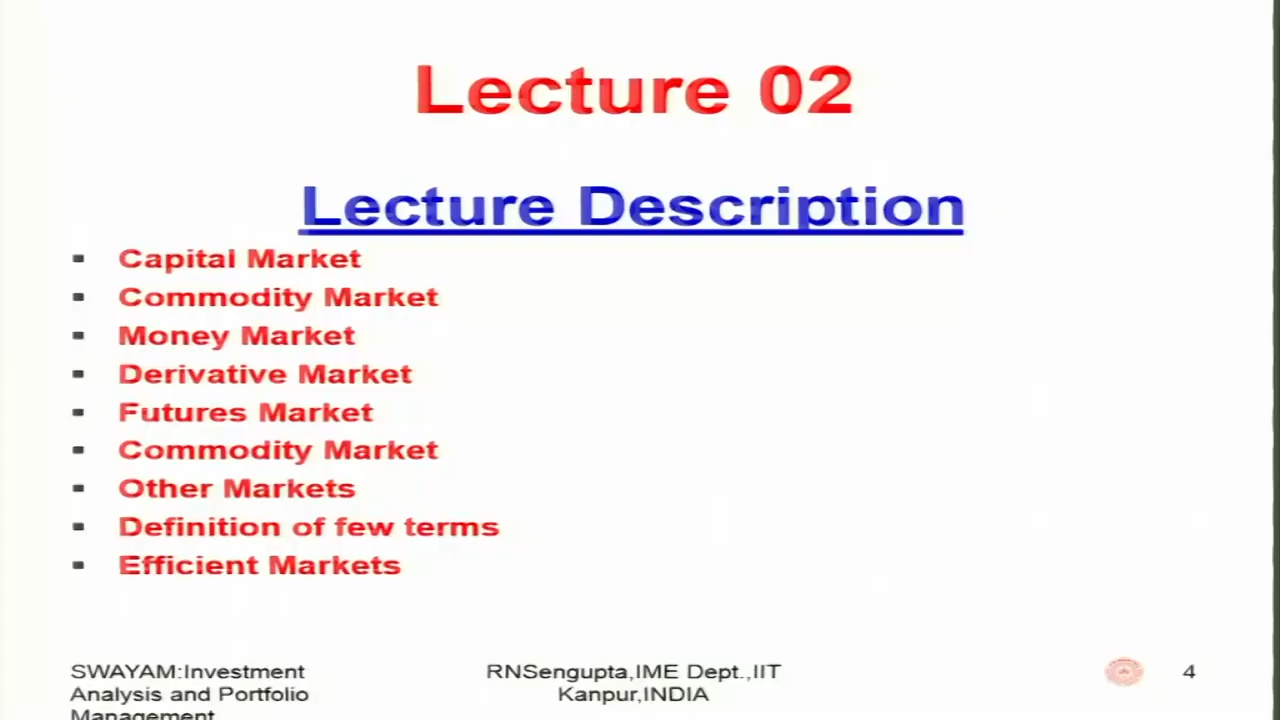 Lecture 02
Lecture Description
▪ Capital Market
▪ Commodity Market
▪ Money Market
▪ Derivative Market
▪ Futures Market
▪ Commodity Market
▪ Other Markets
▪ Definition of few terms
▪ Efficient Markets
SWAYAM:Investment
Analysis and Portfolio
Management
RNSengupta,IME Dept.,IIT
Kanpur,INDIA
4